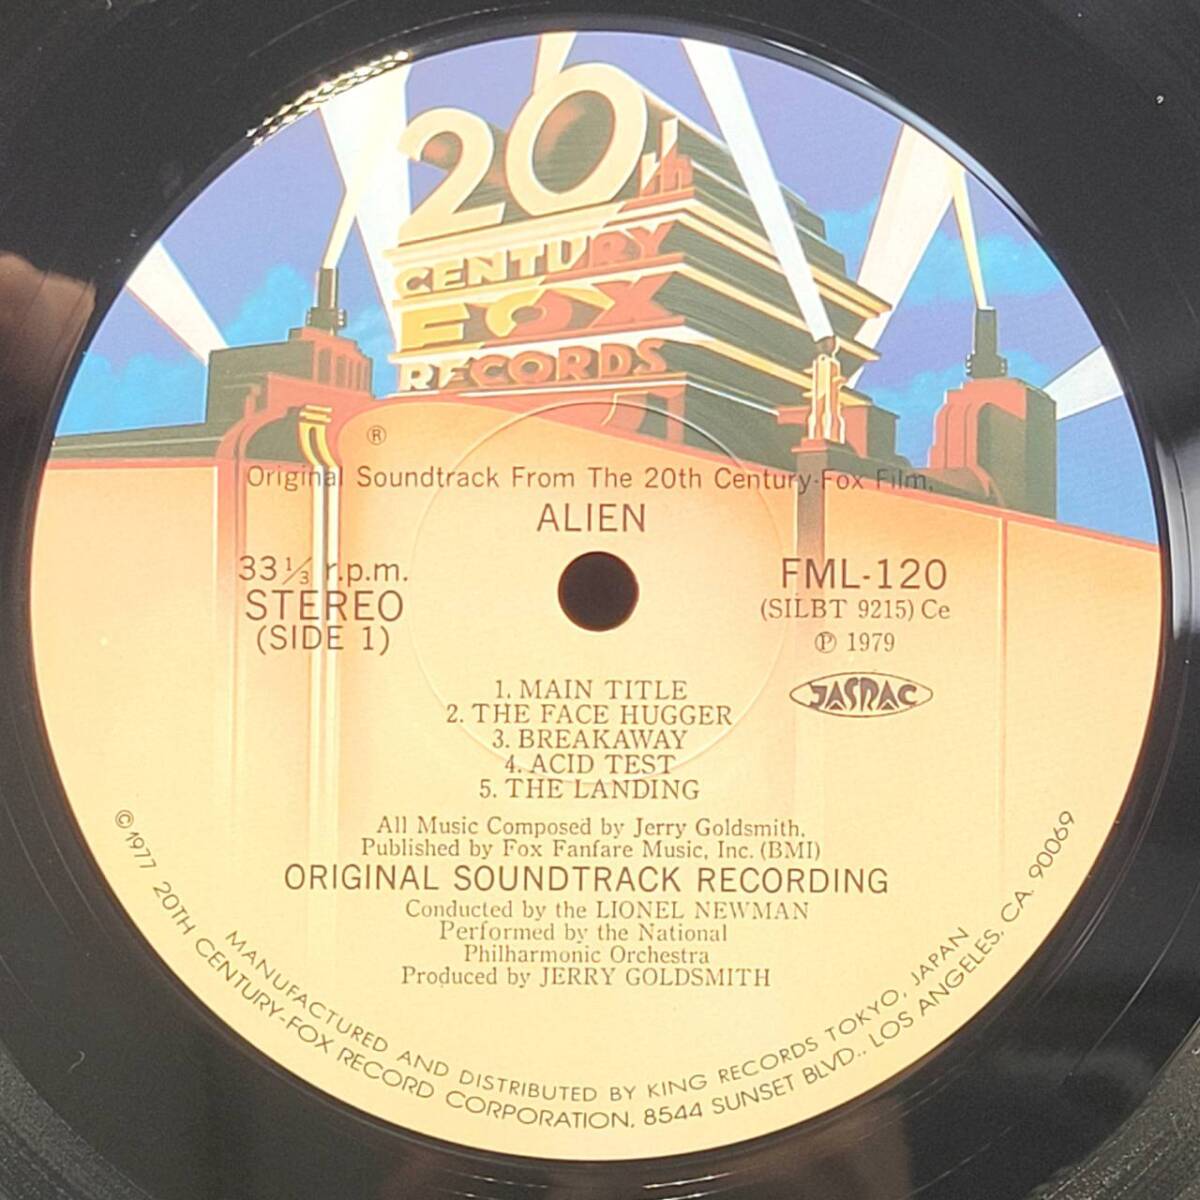 20th
CENTURY
FOX
RECORDS
®
Original Soundtrack From The 20th Century-Fox Film,
ALIEN
33 1/3 r.p.m.
STEREO
(SIDE 1)
FML-120
(SILBT 9215) Ce
℗ 1979
JASRAC
1. MAIN TITLE
2. THE FACE HUGGER
3. BREAKAWAY
4. ACID TEST
5. THE LANDING
All Music Composed by Jerry Goldsmith.
Published by Fox Fanfare Music, Inc. (BMI)
ORIGINAL SOUNDTRACK RECORDING
Conducted by the LIONEL NEWMAN
Performed by the National
Philharmonic Orchestra
Produced by JERRY GOLDSMITH
MANUFACTURED AND DISTRIBUTED BY KING RECORDS TOKYO, JAPAN
©1977 20TH CENTURY-FOX RECORD CORPORATION, 8544 SUNSET BLVD., LOS ANGELES, CA. 90069